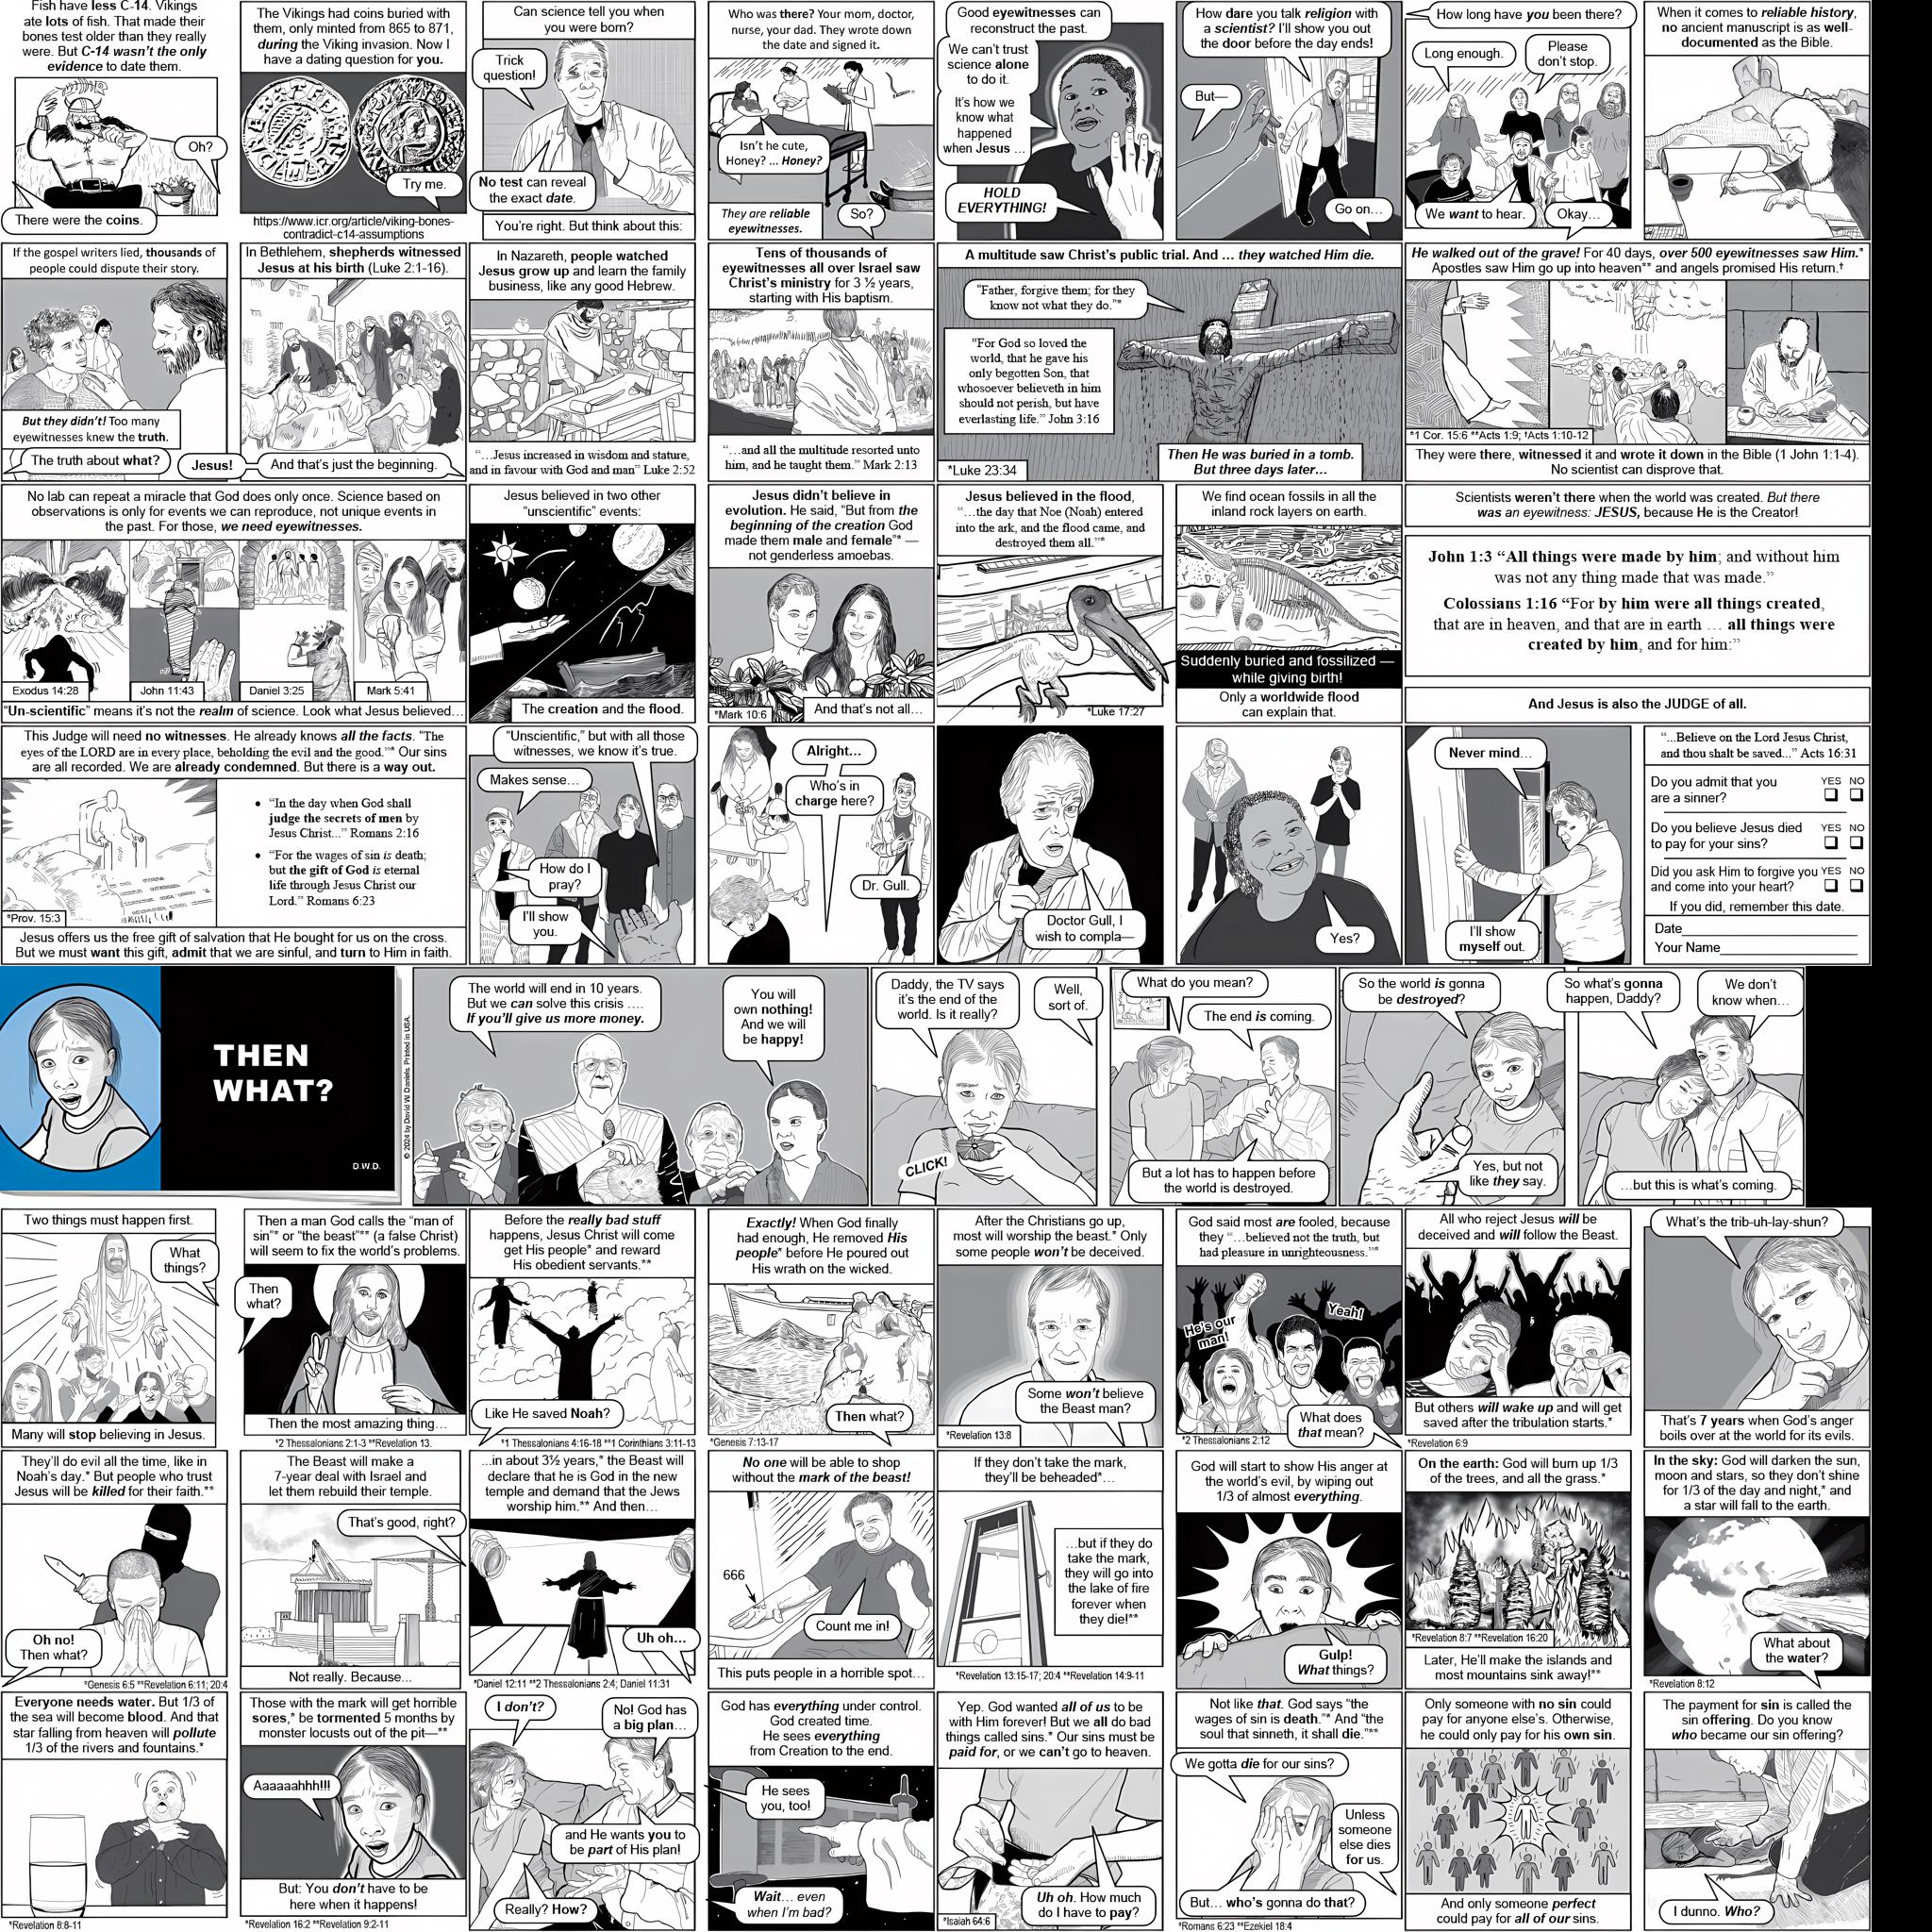 Fish have less C-14. Vikings
ate lots of fish. That made their
bones test older than they really
were. But C-14 wasn't the only
evidence to date them.
Oh?
There were the coins.
The Vikings had coins buried with
them, only minted from 865 to 871,
during the Viking invasion. Now I
have a dating question for you.
Try me.
https://www.icr.org/article/viking-bones-
contradict-c14-assumptions
Can science tell you when
you were born?
Trick
question!
No test can reveal
the exact date.
You're right. But think about this:
Who was there? Your mom, doctor,
nurse, your dad. They wrote down
the date and signed it.
Isn't he cute,
Honey? ... Honey?
They are reliable
eyewitnesses.
So?
Good eyewitnesses can
reconstruct the past.
We can't trust
science alone
to do it.
It's how we
know what
happened
when Jesus ...
HOLD
EVERYTHING!
How dare you talk religion with
a scientist? I'll show you out
the door before the day ends!
But—
Go on…
How long have you been there?
Long enough.
Please
don't stop.
We want to hear.
Okay…
When it comes to reliable history,
no ancient manuscript is as well-
documented as the Bible.
If the gospel writers lied, thousands of
people could dispute their story.
But they didn't! Too many
eyewitnesses knew the truth.
The truth about what?
Jesus!
In Bethlehem, shepherds witnessed
Jesus at his birth (Luke 2:1-16).
And that's just the beginning.
In Nazareth, people watched
Jesus grow up and learn the family
business, like any good Hebrew.
“…Jesus increased in wisdom and stature,
and in favour with God and man” Luke 2:52
Tens of thousands of
eyewitnesses all over Israel saw
Christ's ministry for 3 ½ years,
starting with His baptism.
“…and all the multitude resorted unto
him, and he taught them.” Mark 2:13
A multitude saw Christ's public trial. And ... they watched Him die.
“Father, forgive them; for they
know not what they do.”*
“For God so loved the
world, that he gave his
only begotten Son, that
whosoever believeth in him
should not perish, but have
everlasting life.” John 3:16
*Luke 23:34
Then He was buried in a tomb.
But three days later…
He walked out of the grave! For 40 days, over 500 eyewitnesses saw Him.*
Apostles saw Him go up into heaven** and angels promised His return.†
*1 Cor. 15:6 **Acts 1:9; †Acts 1:10-12
They were there, witnessed it and wrote it down in the Bible (1 John 1:1-4).
No scientist can disprove that.
No lab can repeat a miracle that God does only once. Science based on
observations is only for events we can reproduce, not unique events in
the past. For those, we need eyewitnesses.
Exodus 14:28
John 11:43
Daniel 3:25
Mark 5:41
“Un-scientific” means it's not the realm of science. Look what Jesus believed…
Jesus believed in two other
“unscientific” events:
The creation and the flood.
Jesus didn't believe in
evolution. He said, “But from the
beginning of the creation God
made them male and female”* —
not genderless amoebas.
*Mark 10:6
And that's not all…
Jesus believed in the flood,
“…the day that Noe (Noah) entered
into the ark, and the flood came, and
destroyed them all.”*
*Luke 17:27
We find ocean fossils in all the
inland rock layers on earth.
Suddenly buried and fossilized —
while giving birth!
Only a worldwide flood
can explain that.
Scientists weren't there when the world was created. But there
was an eyewitness: JESUS, because He is the Creator!
John 1:3 “All things were made by him; and without him
was not any thing made that was made.”
Colossians 1:16 “For by him were all things created,
that are in heaven, and that are in earth … all things were
created by him, and for him:”
And Jesus is also the JUDGE of all.
This Judge will need no witnesses. He already knows all the facts. “The
eyes of the LORD are in every place, beholding the evil and the good.”* Our sins
are all recorded. We are already condemned. But there is a way out.
*Prov. 15:3
• “In the day when God shall
judge the secrets of men by
Jesus Christ...” Romans 2:16
• “For the wages of sin is death;
but the gift of God is eternal
life through Jesus Christ our
Lord.” Romans 6:23
Jesus offers us the free gift of salvation that He bought for us on the cross.
But we must want this gift, admit that we are sinful, and turn to Him in faith.
“Unscientific,” but with all those
witnesses, we know it's true.
Makes sense…
How do I
pray?
I'll show
you.
Alright…
Who's in
charge here?
Dr. Gull.
Doctor Gull, I
wish to compla—
Yes?
Never mind…
I'll show
myself out.
“...Believe on the Lord Jesus Christ,
and thou shalt be saved...” Acts 16:31
Do you admit that you
are a sinner?
YES NO
Do you believe Jesus died
to pay for your sins?
YES NO
Did you ask Him to forgive you
and come into your heart?
YES NO
If you did, remember this date.
Date
Your Name
THEN
WHAT?
D.W.D.
© 2024 by David W. Daniels. Printed in USA.
The world will end in 10 years.
But we can solve this crisis ....
If you'll give us more money.
You will
own nothing!
And we will
be happy!
Daddy, the TV says
it's the end of the
world. Is it really?
Well,
sort of.
CLICK!
What do you mean?
The end is coming.
But a lot has to happen before
the world is destroyed.
So the world is gonna
be destroyed?
Yes, but not
like they say.
So what's gonna
happen, Daddy?
We don't
know when…
…but this is what's coming.
Two things must happen first.
What
things?
Many will stop believing in Jesus.
Then a man God calls the “man of
sin”* or “the beast”** (a false Christ)
will seem to fix the world's problems.
Then
what?
Then the most amazing thing…
*2 Thessalonians 2:1-3 **Revelation 13.
Before the really bad stuff
happens, Jesus Christ will come
get His people* and reward
His obedient servants.**
Like He saved Noah?
*1 Thessalonians 4:16-18 **1 Corinthians 3:11-13
Exactly! When God finally
had enough, He removed His
people* before He poured out
His wrath on the wicked.
Then what?
*Genesis 7:13-17
After the Christians go up,
most will worship the beast.* Only
some people won't be deceived.
Some won't believe
the Beast man?
*Revelation 13:8
God said most are fooled, because
they “…believed not the truth, but
had pleasure in unrighteousness.”*
He's our
man!
Yeah!
What does
that mean?
*2 Thessalonians 2:12
All who reject Jesus will be
deceived and will follow the Beast.
But others will wake up and will get
saved after the tribulation starts.*
*Revelation 6:9
What's the trib-uh-lay-shun?
That's 7 years when God's anger
boils over at the world for its evils.
They'll do evil all the time, like in
Noah's day.* But people who trust
Jesus will be killed for their faith.**
Oh no!
Then what?
*Genesis 6:5 **Revelation 6:11; 20:4
The Beast will make a
7-year deal with Israel and
let them rebuild their temple.
That's good, right?
Not really. Because...
...in about 3½ years,* the Beast will
declare that he is God in the new
temple and demand that the Jews
worship him.** And then…
Uh oh…
*Daniel 12:11 **2 Thessalonians 2:4; Daniel 11:31
No one will be able to shop
without the mark of the beast!
666
Count me in!
This puts people in a horrible spot…
If they don't take the mark,
they'll be beheaded*…
…but if they do
take the mark,
they will go into
the lake of fire
forever when
they die!**
*Revelation 13:15-17; 20:4 **Revelation 14:9-11
God will start to show His anger at
the world's evil, by wiping out
1/3 of almost everything.
Gulp!
What things?
On the earth: God will burn up 1/3
of the trees, and all the grass.*
*Revelation 8:7 **Revelation 16:20
Later, He'll make the islands and
most mountains sink away!**
In the sky: God will darken the sun,
moon and stars, so they don't shine
for 1/3 of the day and night,* and
a star will fall to the earth.
What about
the water?
*Revelation 8:12
Everyone needs water. But 1/3 of
the sea will become blood. And that
star falling from heaven will pollute
1/3 of the rivers and fountains.*
*Revelation 8:8-11
Those with the mark will get horrible
sores,* be tormented 5 months by
monster locusts out of the pit—**
Aaaaaahhh!!!
But: You don't have to be
here when it happens!
*Revelation 16:2 **Revelation 9:2-11
I don't?
No! God has
a big plan…
and He wants you to
be part of His plan!
Really? How?
God has everything under control.
God created time.
He sees everything
from Creation to the end.
He sees
you, too!
Wait… even
when I'm bad?
Yep. God wanted all of us to be
with Him forever! But we all do bad
things called sins.* Our sins must be
paid for, or we can't go to heaven.
Uh oh. How much
do I have to pay?
*Isaiah 64:6
Not like that. God says “the
wages of sin is death.”* And “the
soul that sinneth, it shall die.”**
We gotta die for our sins?
Unless
someone
else dies
for us.
But… who's gonna do that?
*Romans 6:23 **Ezekiel 18:4
Only someone with no sin could
pay for anyone else's. Otherwise,
he could only pay for his own sin.
And only someone perfect
could pay for all of our sins.
The payment for sin is called the
sin offering. Do you know
who became our sin offering?
I dunno. Who?